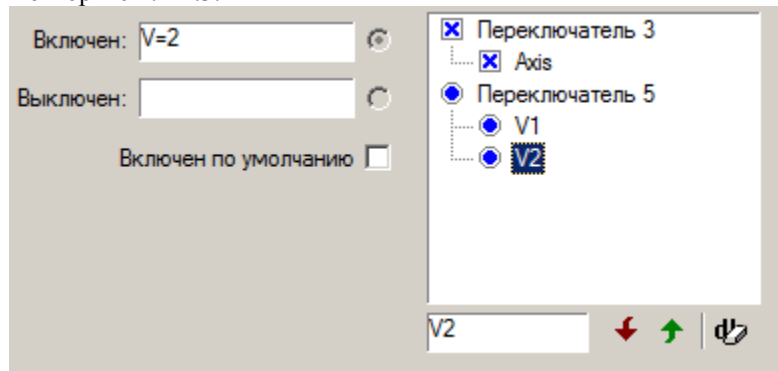 Включен: V=2
Выключен:
Включен по умолчанию
Переключатель 3
Axis
Переключатель 5
V1
V2
V2